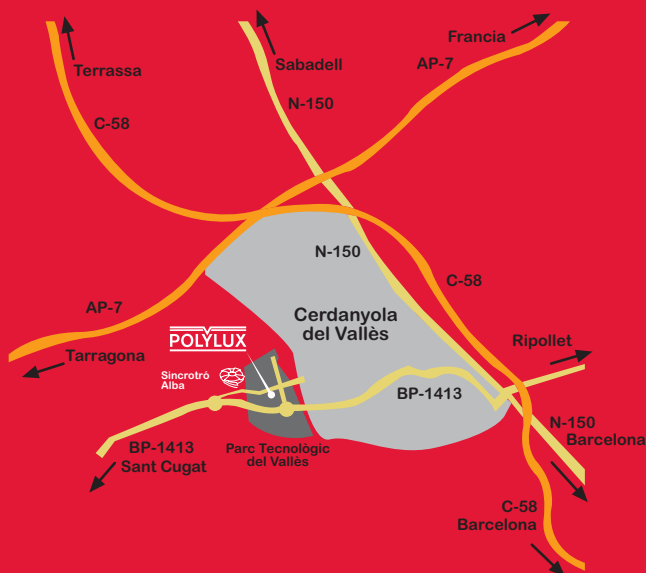 Francia
AP-7
Terrassa
Sabadell
N-150
C-58
N-150
C-58
AP-7
Cerdanyola
del Vallès
Ripollet
POLYLUX
Tarragona
Sincrotró
Alba
BP-1413
N-150
Barcelona
BP-1413
Sant Cugat
Parc Tecnològic
del Vallès
C-58
Barcelona